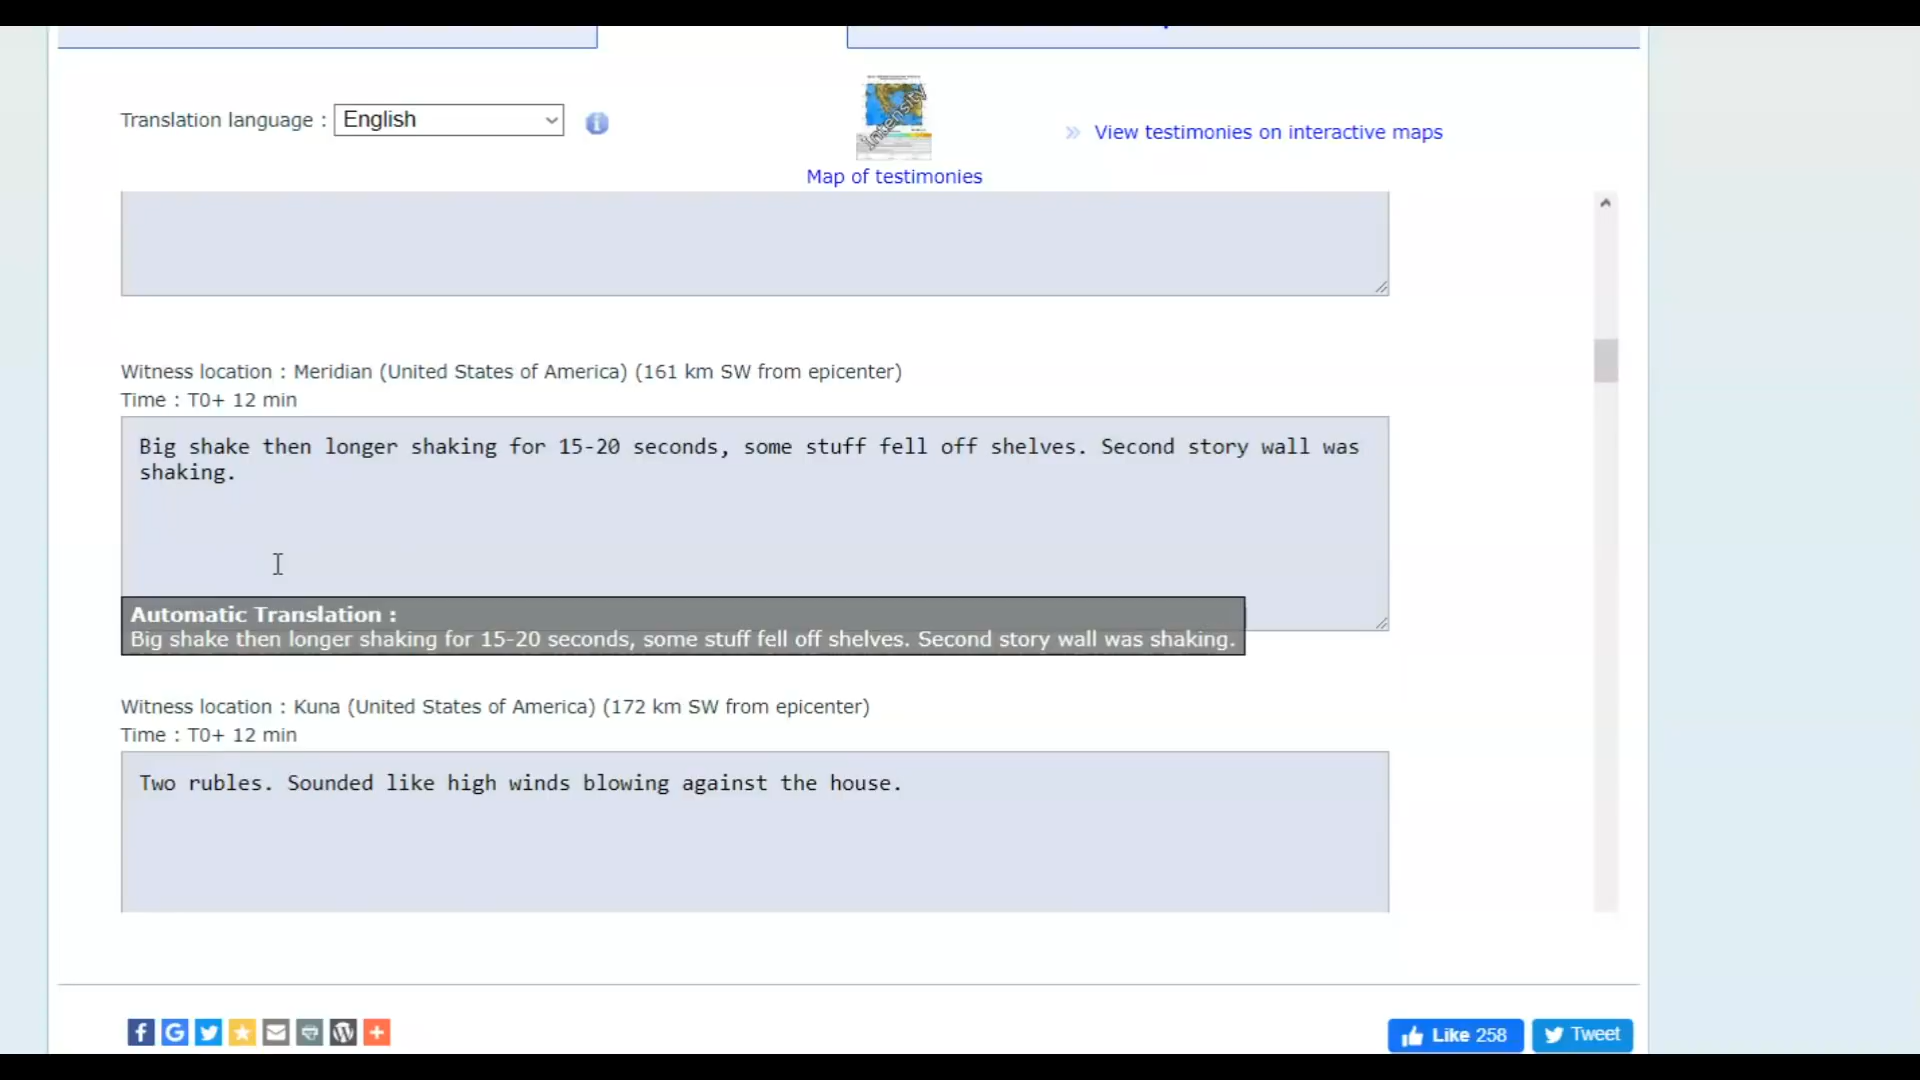 Translation language : English
intensity
Map of testimonies
View testimonies on interactive maps
Witness location : Meridian (United States of America) (161 km SW from epicenter)
Time : T0+ 12 min
Big shake then longer shaking for 15-20 seconds, some stuff fell off shelves. Second story wall was
shaking.
Automatic Translation :
Big shake then longer shaking for 15-20 seconds, some stuff fell off shelves. Second story wall was shaking.
Witness location : Kuna (United States of America) (172 km SW from epicenter)
Time : T0+ 12 min
Two rubles. Sounded like high winds blowing against the house.
Like 258
Tweet